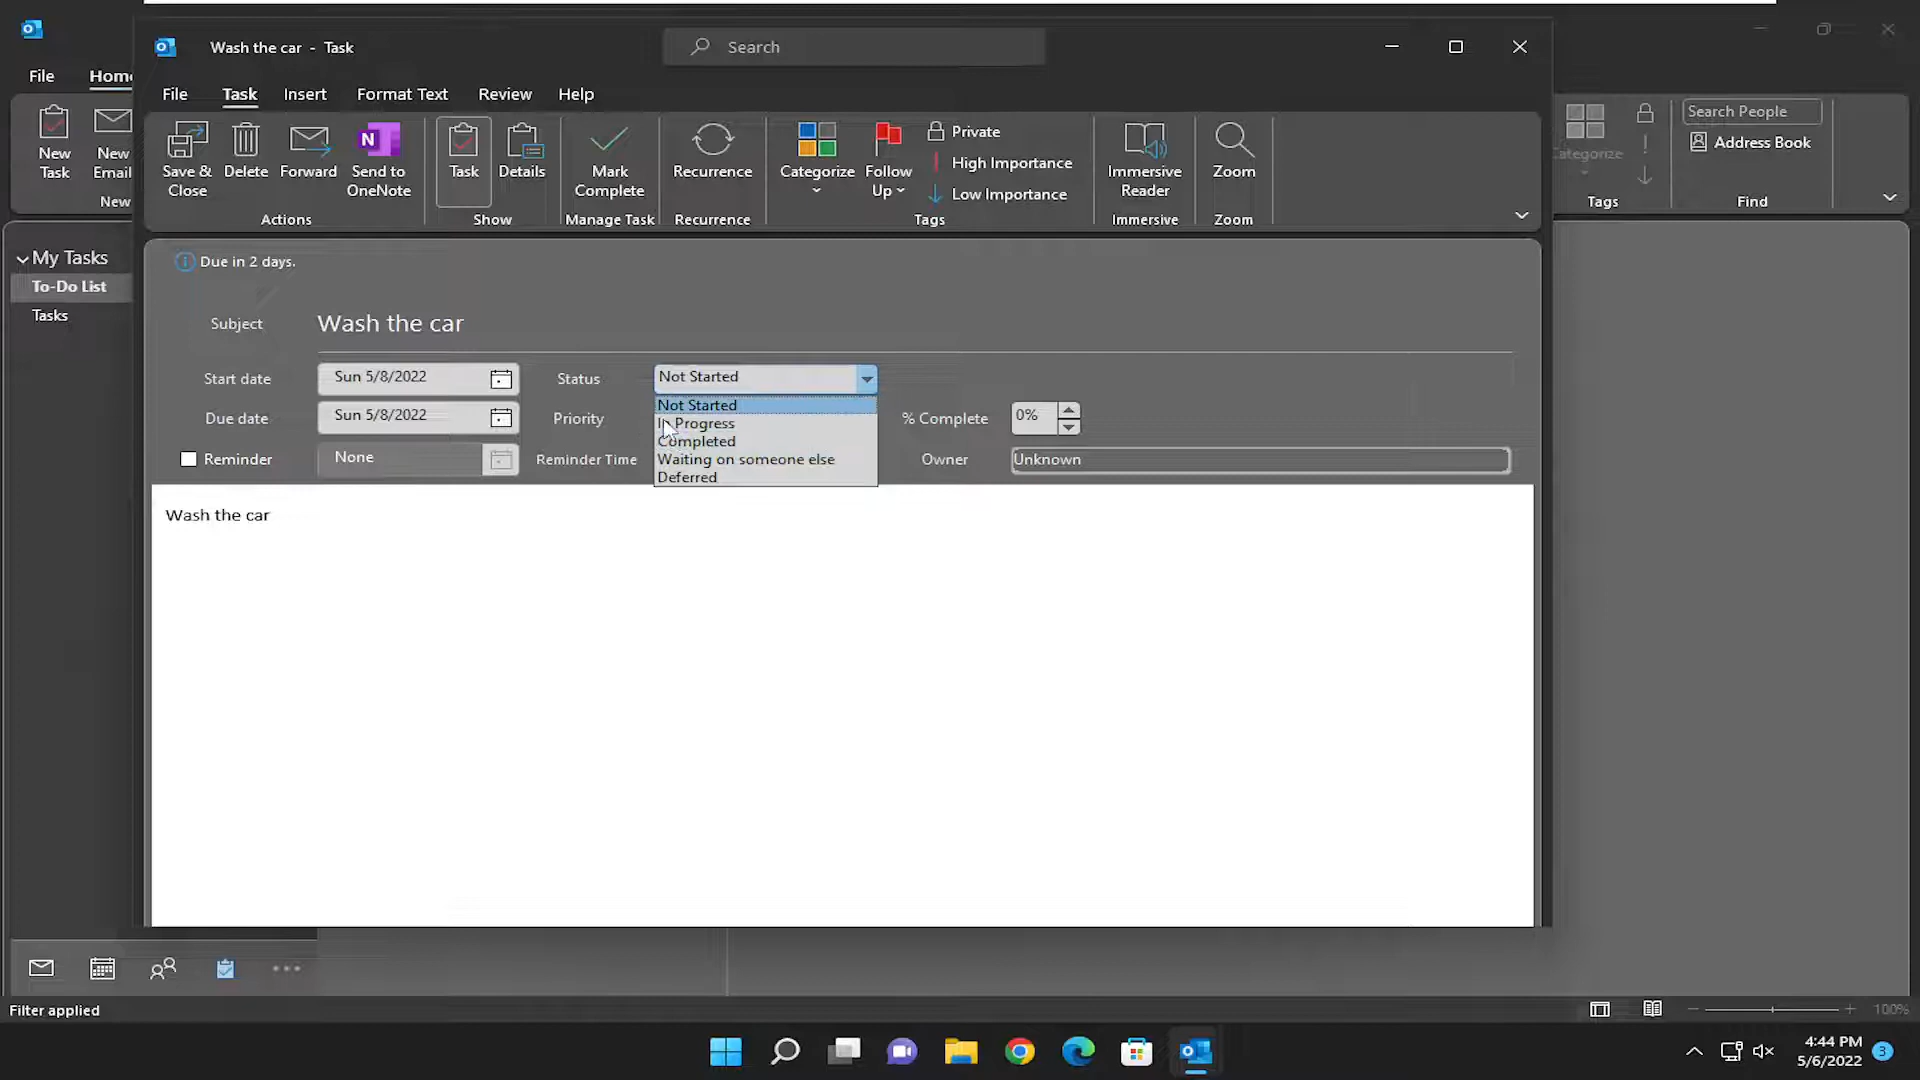 Wash the car - Task
Search
File
Home
File
Task
Insert
Format Text
Review
Help
New Task
New Email
New
Save & Close
Delete
Forward
Send to OneNote
Actions
Task
Details
Show
Mark Complete
Manage Task
Recurrence
Recurrence
Categorize
Follow Up
Private
High Importance
Low Importance
Tags
Immersive Reader
Immersive
Zoom
Zoom
ategorize
Tags
Search People
Address Book
Find
My Tasks
To-Do List
Tasks
Due in 2 days.
Subject
Wash the car
Start date
Sun 5/8/2022
Status
Not Started
Due date
Sun 5/8/2022
Priority
Not Started
In Progress
Completed
Waiting on someone else
Deferred
% Complete
0%
Reminder
None
Reminder Time
Owner
Unknown
Wash the car
Filter applied
100%
4:44 PM
5/6/2022
3